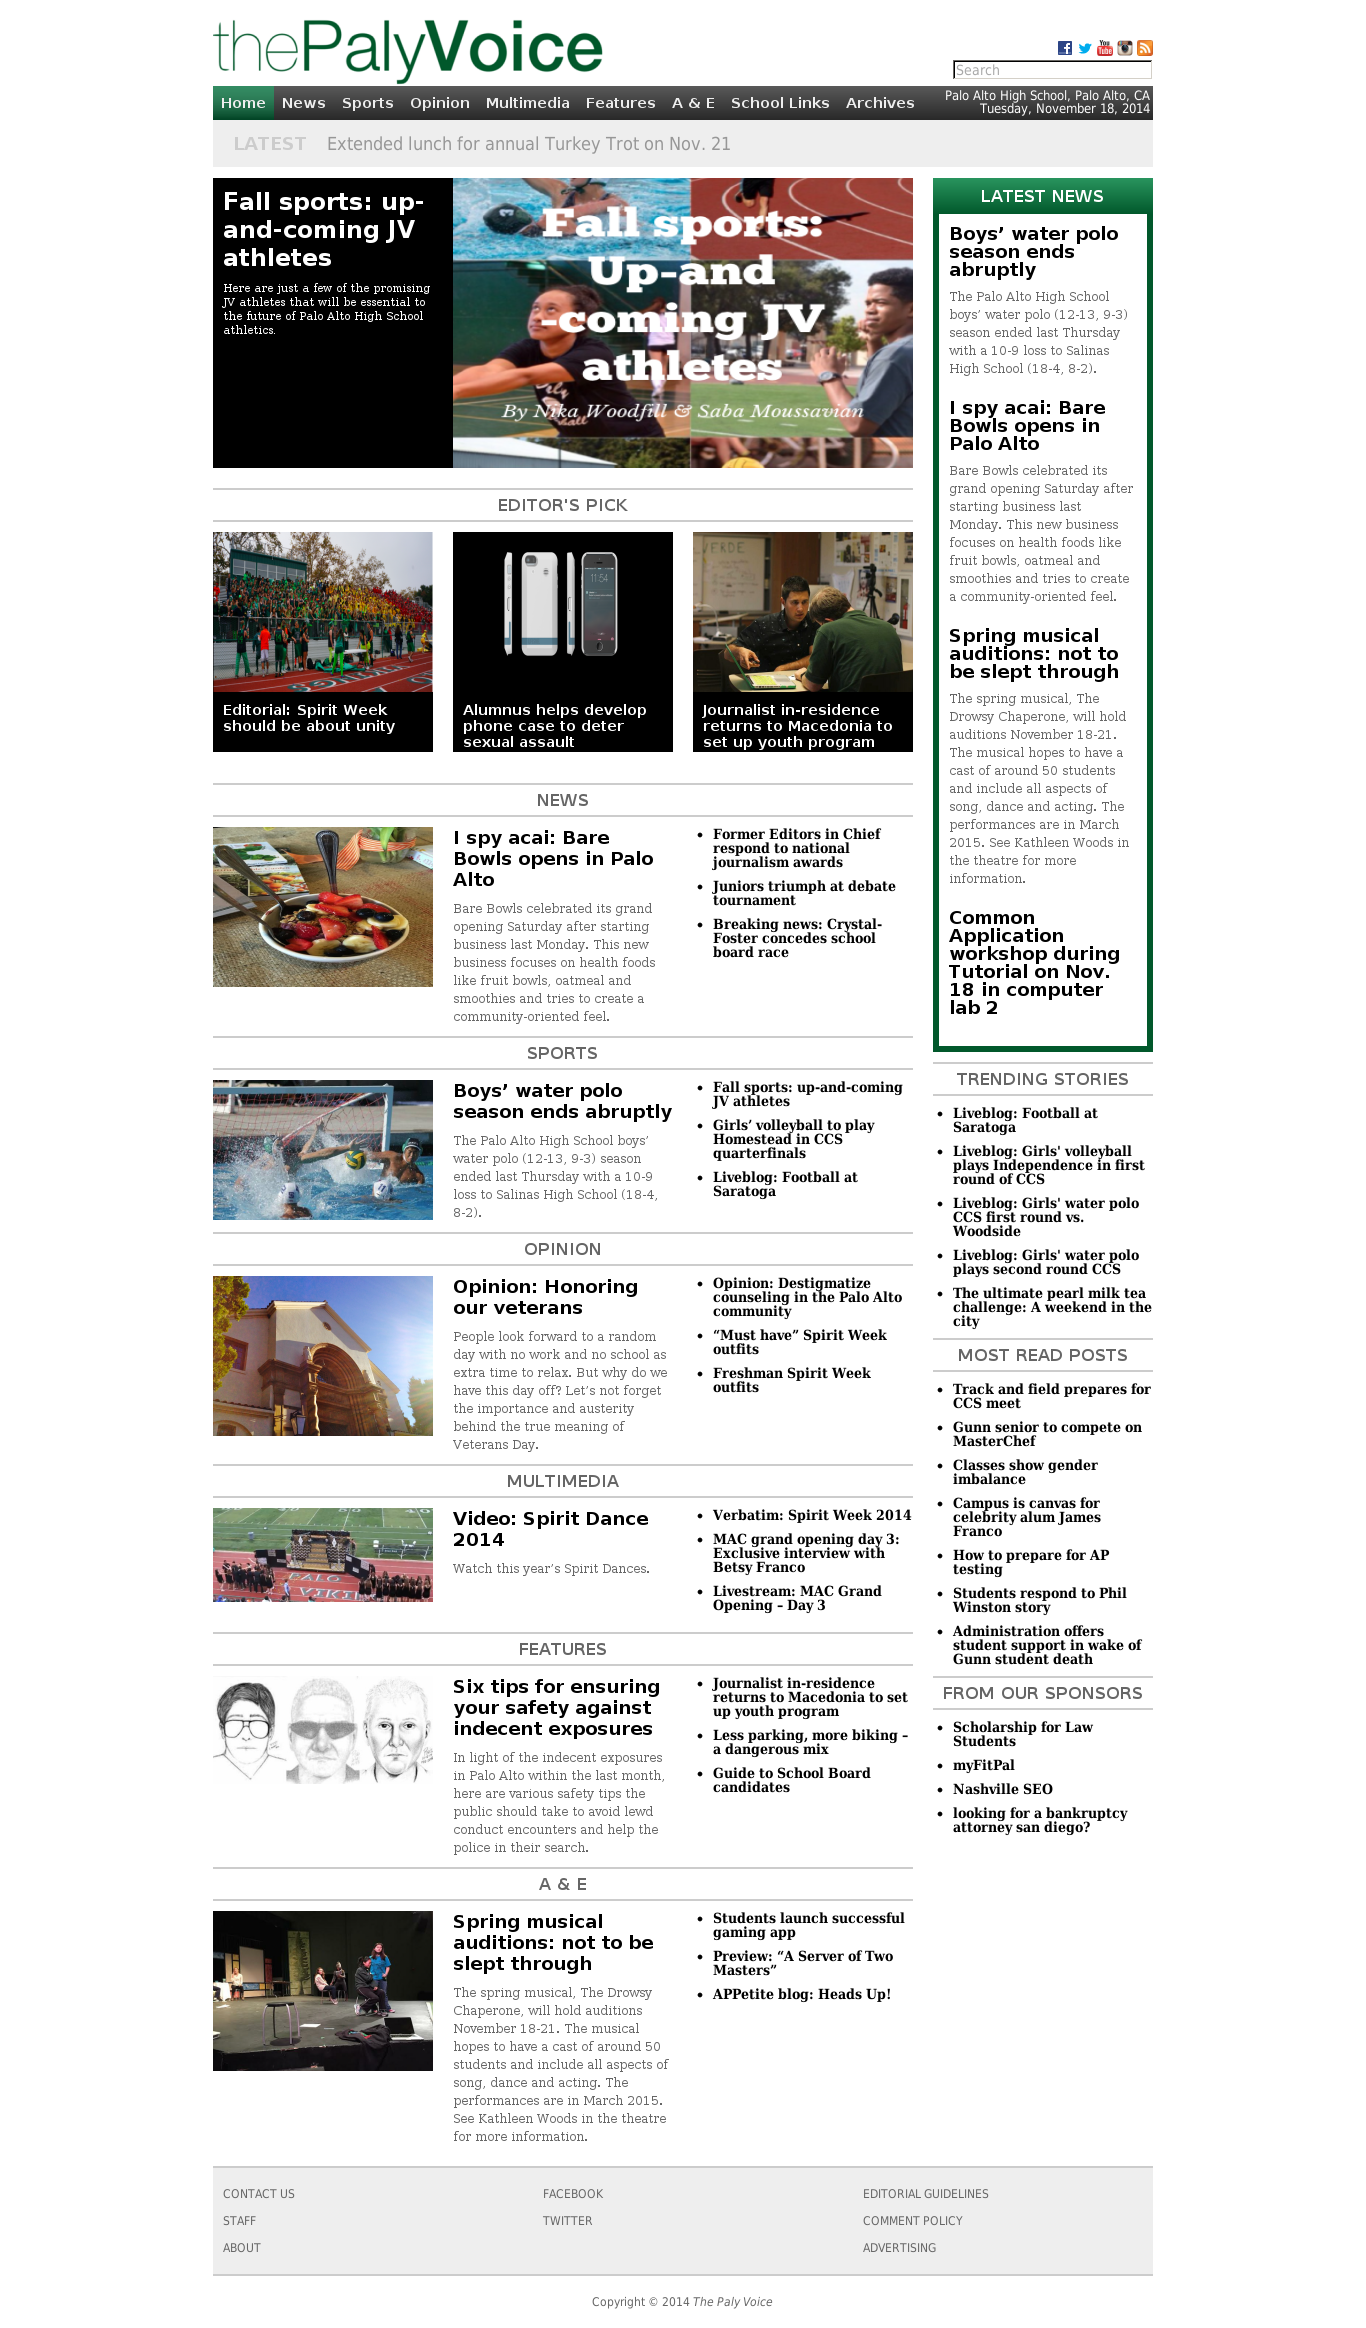 thePalyVoice
Search
Home News Sports Opinion Multimedia Features A & E School Links Archives
Palo Alto High School, Palo Alto, CA
Tuesday, November 18, 2014
LATEST Extended lunch for annual Turkey Trot on Nov. 21
Fall sports: up-
and-coming JV
athletes
Here are just a few of the promising
JV athletes that will be essential to
the future of Palo Alto High School
athletics.
Fall sports:
Up-and
-coming JV
athletes
By Nika Woodfill & Saba Moussavian
EDITOR'S PICK
Editorial: Spirit Week
should be about unity
11:54
Alumnus helps develop
phone case to deter
sexual assault
VERDE
Journalist in-residence
returns to Macedonia to
set up youth program
NEWS
I spy acai: Bare
Bowls opens in Palo
Alto
Bare Bowls celebrated its grand
opening Saturday after starting
business last Monday. This new
business focuses on health foods
like fruit bowls, oatmeal and
smoothies and tries to create a
community-oriented feel.
Former Editors in Chief
respond to national
journalism awards
Juniors triumph at debate
tournament
Breaking news: Crystal-
Foster concedes school
board race
SPORTS
Boys’ water polo
season ends abruptly
The Palo Alto High School boys’
water polo (12-13, 9-3) season
ended last Thursday with a 10-9
loss to Salinas High School (18-4,
8-2).
Fall sports: up-and-coming
JV athletes
Girls’ volleyball to play
Homestead in CCS
quarterfinals
Liveblog: Football at
Saratoga
OPINION
Opinion: Honoring
our veterans
People look forward to a random
day with no work and no school as
extra time to relax. But why do we
have this day off? Let’s not forget
the importance and austerity
behind the true meaning of
Veterans Day.
Opinion: Destigmatize
counseling in the Palo Alto
community
“Must have” Spirit Week
outfits
Freshman Spirit Week
outfits
MULTIMEDIA
PALO
VIKI
Video: Spirit Dance
2014
Watch this year’s Spirit Dances.
Verbatim: Spirit Week 2014
MAC grand opening day 3:
Exclusive interview with
Betsy Franco
Livestream: MAC Grand
Opening – Day 3
FEATURES
Six tips for ensuring
your safety against
indecent exposures
In light of the indecent exposures
in Palo Alto within the last month,
here are various safety tips the
public should take to avoid lewd
conduct encounters and help the
police in their search.
Journalist in-residence
returns to Macedonia to set
up youth program
Less parking, more biking –
a dangerous mix
Guide to School Board
candidates
A & E
Spring musical
auditions: not to be
slept through
The spring musical, The Drowsy
Chaperone, will hold auditions
November 18-21. The musical
hopes to have a cast of around 50
students and include all aspects of
song, dance and acting. The
performances are in March 2015.
See Kathleen Woods in the theatre
for more information.
Students launch successful
gaming app
Preview: “A Server of Two
Masters”
APPetite blog: Heads Up!
LATEST NEWS
Boys’ water polo
season ends
abruptly
The Palo Alto High School
boys’ water polo (12-13, 9-3)
season ended last Thursday
with a 10-9 loss to Salinas
High School (18-4, 8-2).
I spy acai: Bare
Bowls opens in
Palo Alto
Bare Bowls celebrated its
grand opening Saturday after
starting business last
Monday. This new business
focuses on health foods like
fruit bowls, oatmeal and
smoothies and tries to create
a community-oriented feel.
Spring musical
auditions: not to
be slept through
The spring musical, The
Drowsy Chaperone, will hold
auditions November 18-21.
The musical hopes to have a
cast of around 50 students
and include all aspects of
song, dance and acting. The
performances are in March
2015. See Kathleen Woods in
the theatre for more
information.
Common
Application
workshop during
Tutorial on Nov.
18 in computer
lab 2
TRENDING STORIES
Liveblog: Football at
Saratoga
Liveblog: Girls' volleyball
plays Independence in first
round of CCS
Liveblog: Girls' water polo
CCS first round vs.
Woodside
Liveblog: Girls' water polo
plays second round CCS
The ultimate pearl milk tea
challenge: A weekend in the
city
MOST READ POSTS
Track and field prepares for
CCS meet
Gunn senior to compete on
MasterChef
Classes show gender
imbalance
Campus is canvas for
celebrity alum James
Franco
How to prepare for AP
testing
Students respond to Phil
Winston story
Administration offers
student support in wake of
Gunn student death
FROM OUR SPONSORS
Scholarship for Law
Students
myFitPal
Nashville SEO
looking for a bankruptcy
attorney san diego?
CONTACT US FACEBOOK EDITORIAL GUIDELINES
STAFF TWITTER COMMENT POLICY
ABOUT ADVERTISING
Copyright © 2014 The Paly Voice